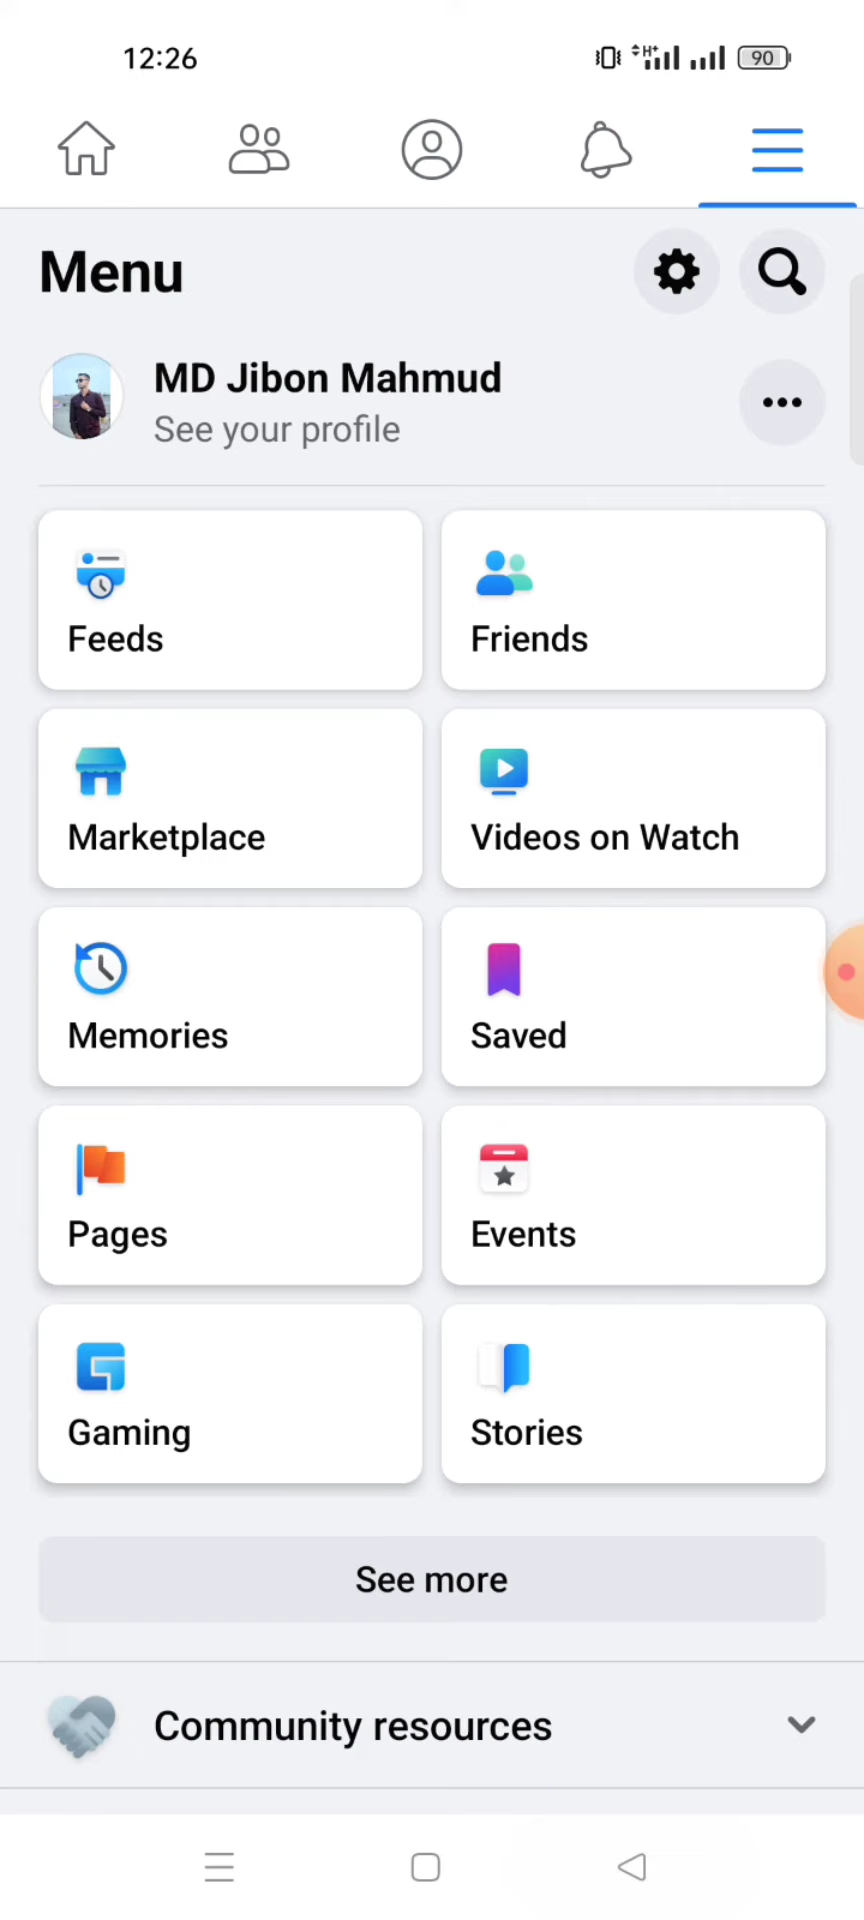 12:26
H+
90
Menu
MD Jibon Mahmud
See your profile
Feeds
Friends
Marketplace
Videos on Watch
Memories
Saved
Pages
Events
Gaming
Stories
See more
Community resources